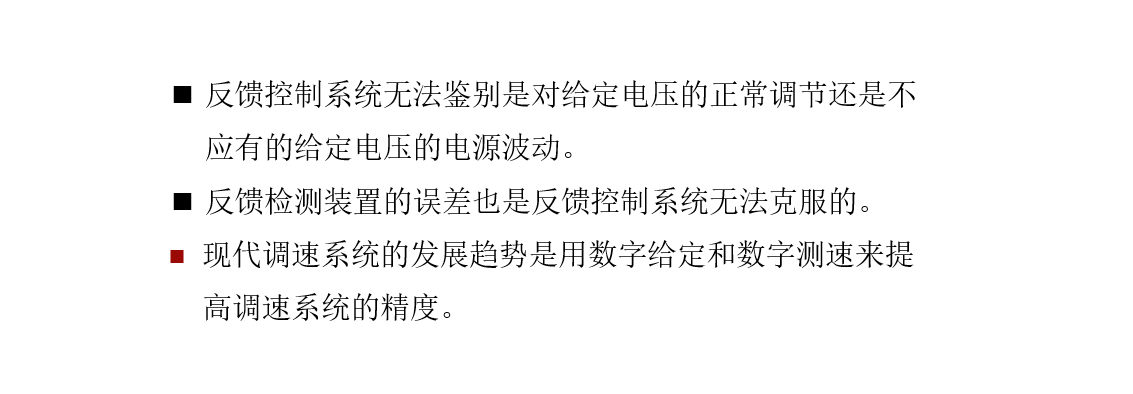 ■ 反馈控制系统无法鉴别是对给定电压的正常调节还是不
应有的给定电压的电源波动。
■ 反馈检测装置的误差也是反馈控制系统无法克服的。
■ 现代调速系统的发展趋势是用数字给定和数字测速来提
高调速系统的精度。